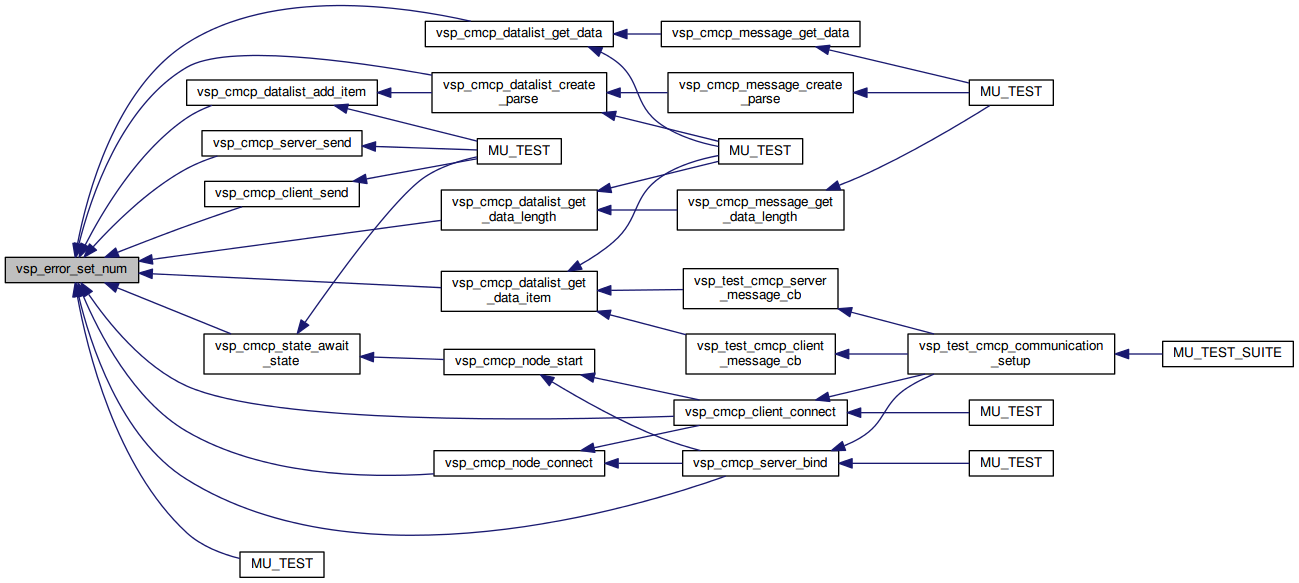 vsp_cmcp_datalist_get_data
vsp_cmcp_message_get_data
vsp_cmcp_datalist_add_item
vsp_cmcp_datalist_create
_parse
vsp_cmcp_message_create
_parse
MU_TEST
vsp_cmcp_server_send
MU_TEST
MU_TEST
vsp_cmcp_client_send
vsp_cmcp_datalist_get
_data_length
vsp_cmcp_message_get
_data_length
vsp_error_set_num
vsp_cmcp_datalist_get
_data_item
vsp_test_cmcp_server
_message_cb
vsp_cmcp_state_await
_state
vsp_cmcp_node_start
vsp_test_cmcp_client
_message_cb
vsp_test_cmcp_communication
_setup
MU_TEST_SUITE
vsp_cmcp_client_connect
MU_TEST
vsp_cmcp_node_connect
vsp_cmcp_server_bind
MU_TEST
MU_TEST